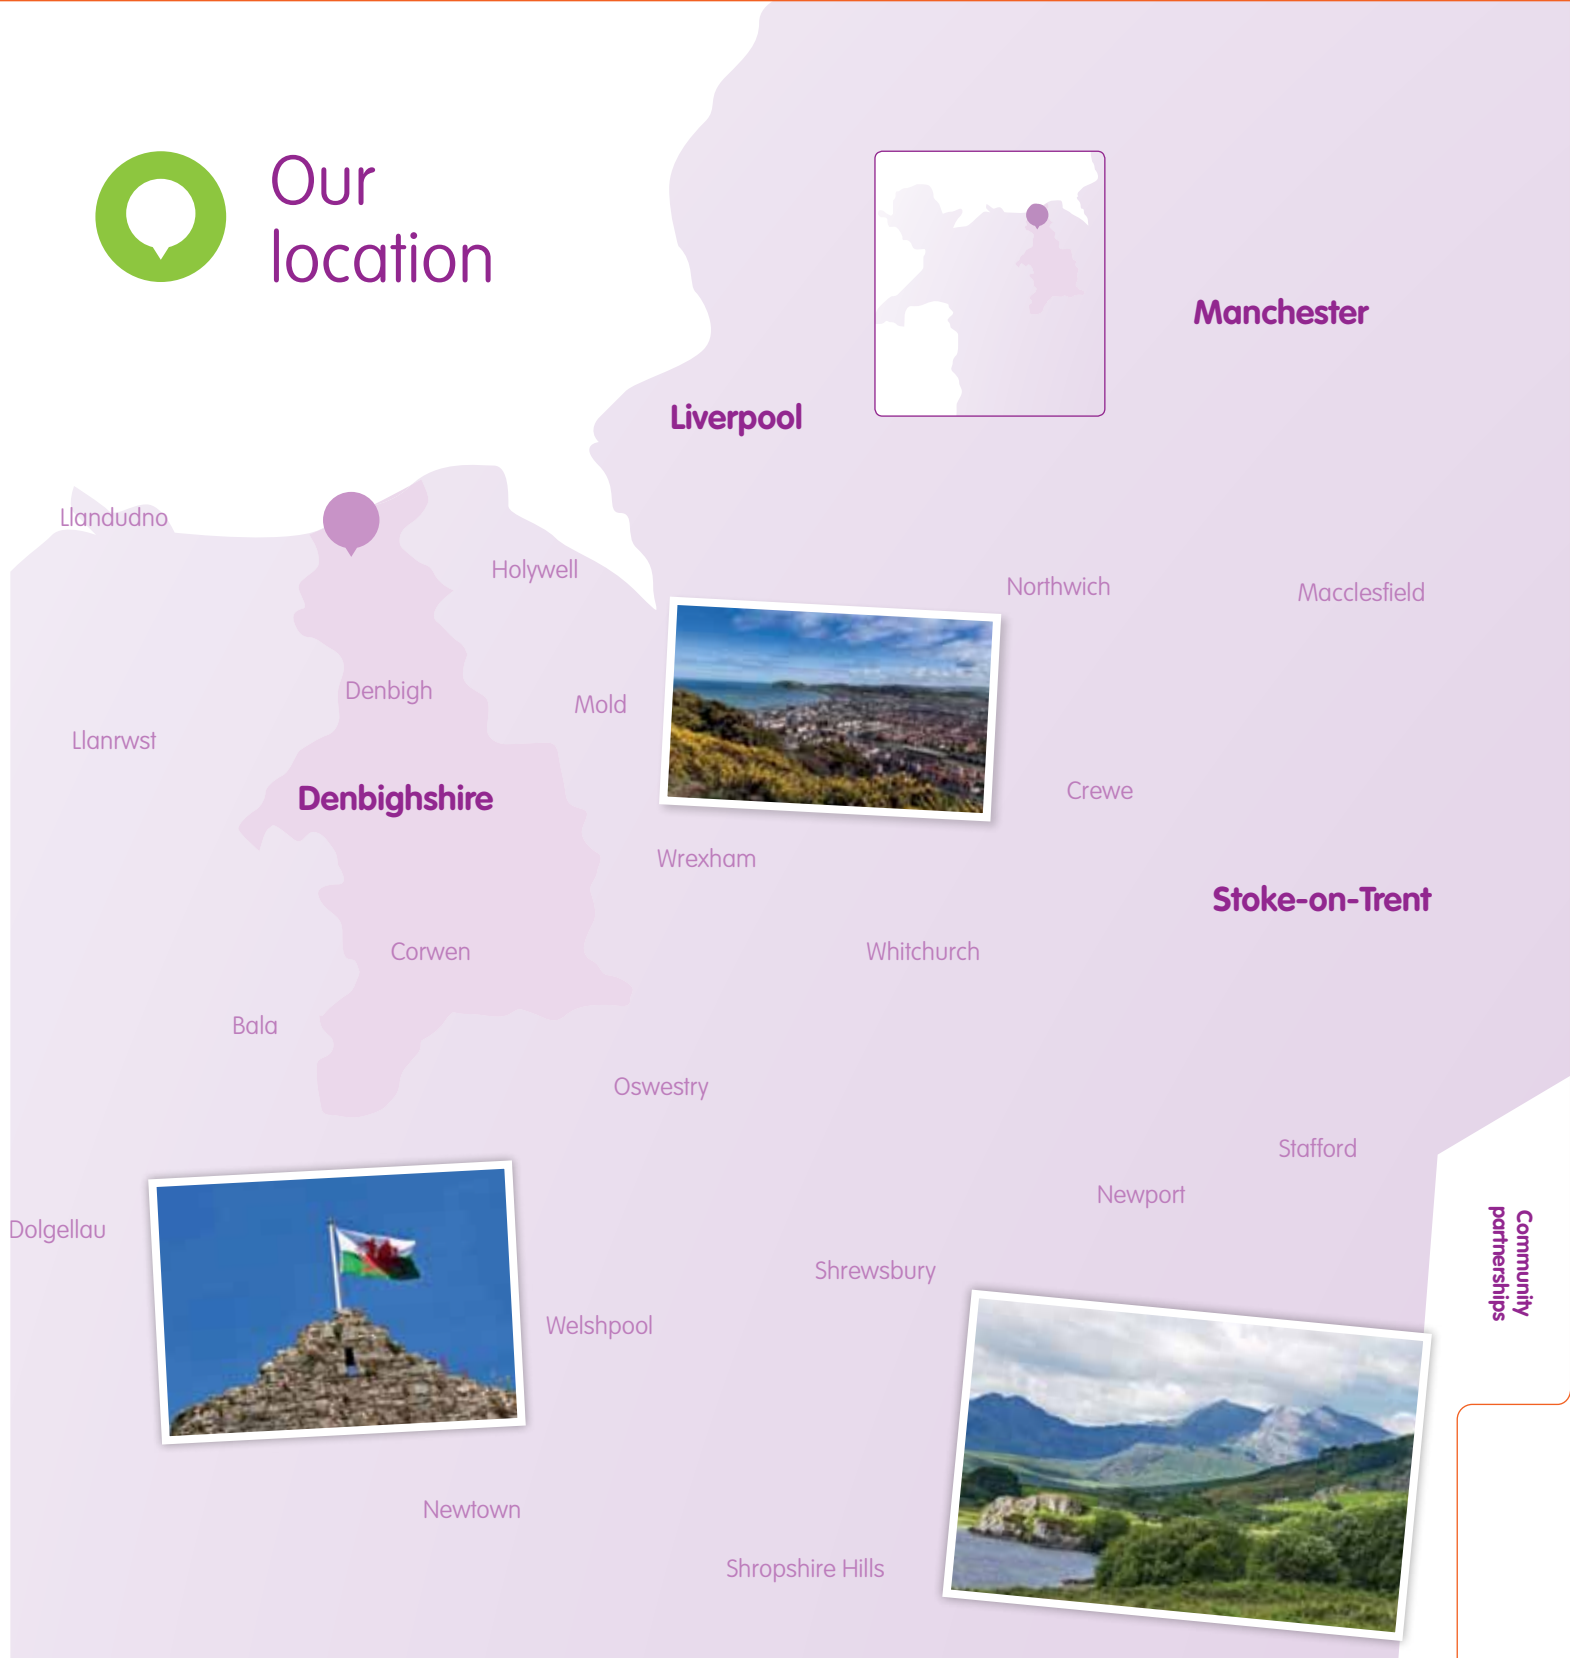 Our
location
Manchester
Liverpool
Llandudno
Holywell
Northwich
Macclesfield
Denbigh
Mold
Llanrwst
Denbighshire
Crewe
Wrexham
Stoke-on-Trent
Corwen
Whitchurch
Bala
Oswestry
Stafford
Newport
Dolgellau
Shrewsbury
Welshpool
Newtown
Shropshire Hills
Community
partnerships